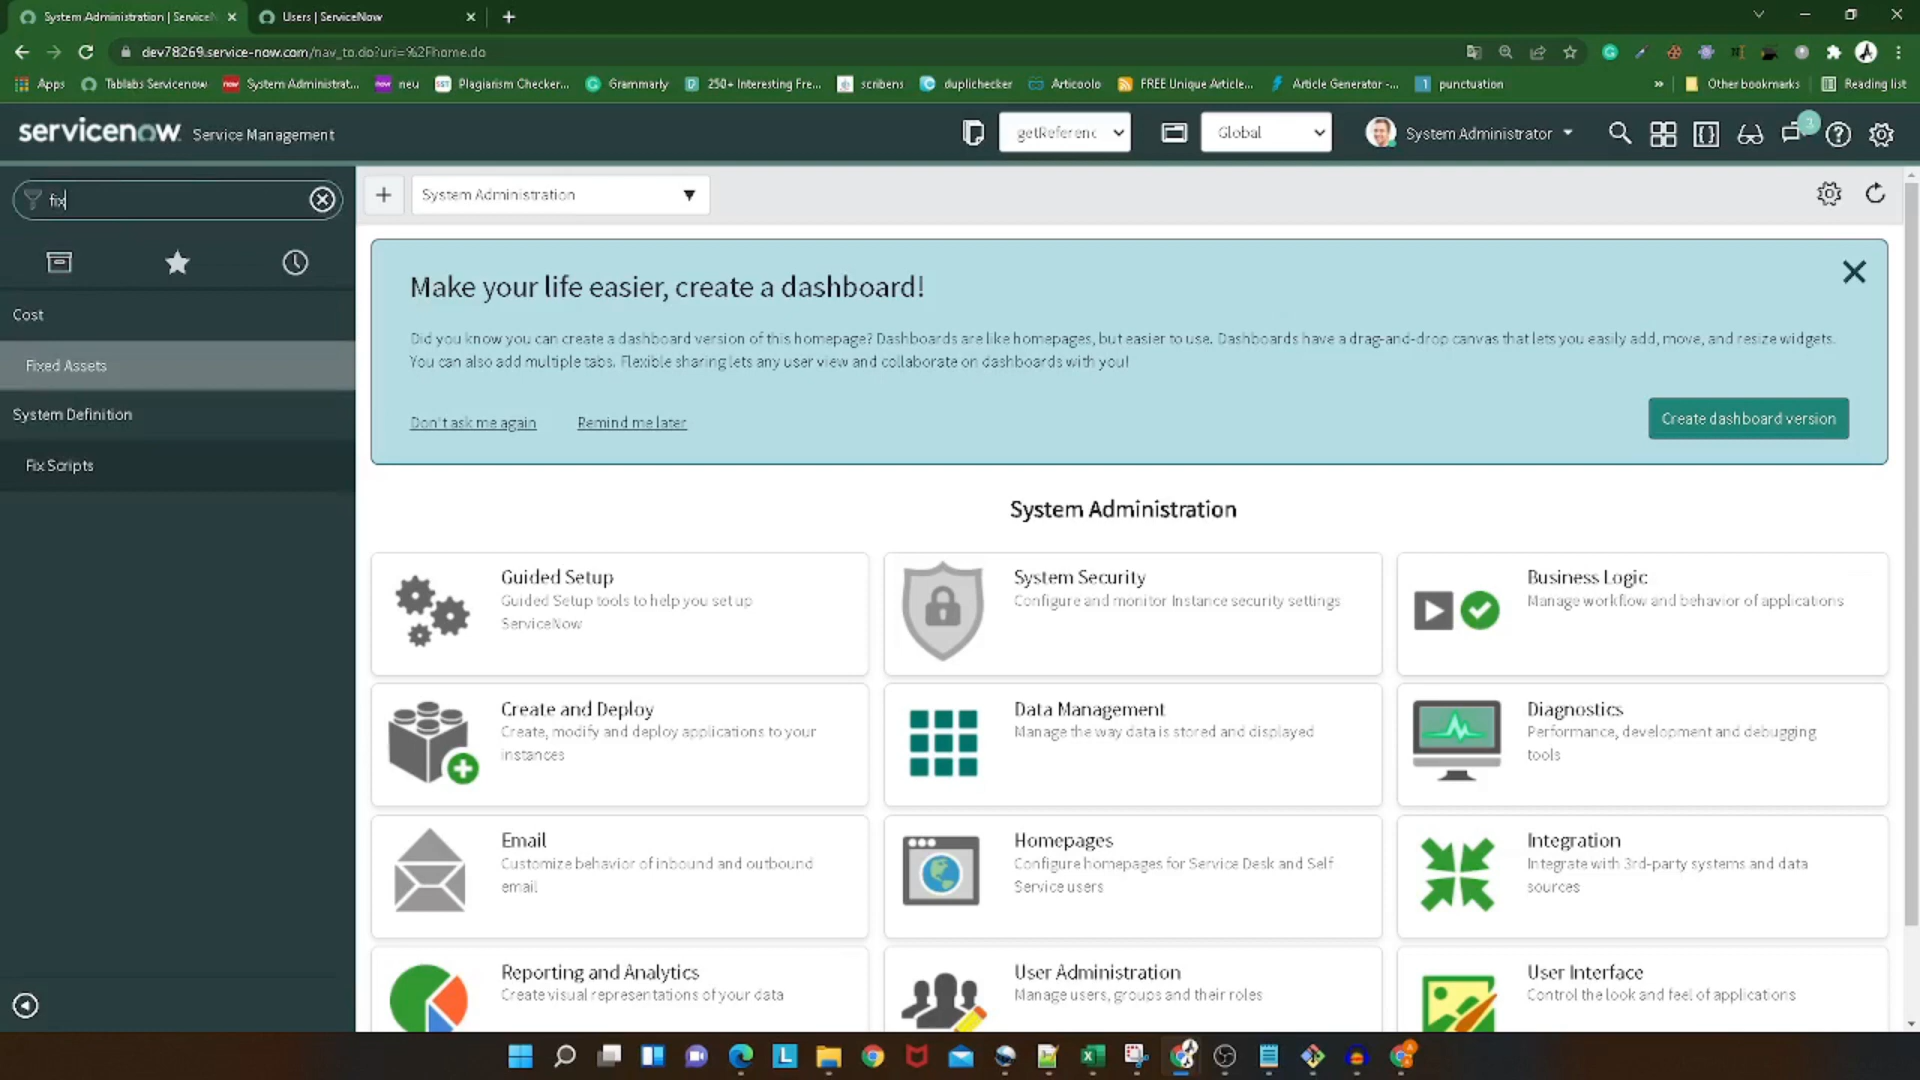 System Administration | ServiceN
Users | ServiceNow
dev78269.service-now.com/nav_to.do?uri=%2Fhome.do
Apps
Tablabs Servicenow
now
System Administrat...
now
neu
SST
Plagiarism Checker...
Grammarly
250+ Interesting Fre...
scribens
duplichecker
Articoolo
FREE Unique Article...
Article Generator -...
punctuation
»
Other bookmarks
Reading list
servicenow
Service Management
getReferenc
Global
System Administrator
3
fix
System Administration
Cost
Fixed Assets
System Definition
Fix Scripts
Make your life easier, create a dashboard!
Did you know you can create a dashboard version of this homepage? Dashboards are like homepages, but easier to use. Dashboards have a drag-and-drop canvas that lets you easily add, move, and resize widgets.
You can also add multiple tabs. Flexible sharing lets any user view and collaborate on dashboards with you!
Don't ask me again
Remind me later
Create dashboard version
System Administration
Guided Setup
Guided Setup tools to help you set up
ServiceNow
System Security
Configure and monitor Instance security settings
Business Logic
Manage workflow and behavior of applications
Create and Deploy
Create, modify and deploy applications to your
instances
Data Management
Manage the way data is stored and displayed
Diagnostics
Performance, development and debugging
tools
Email
Customize behavior of inbound and outbound
email
Homepages
Configure homepages for Service Desk and Self
Service users
Integration
Integrate with 3rd-party systems and data
sources
Reporting and Analytics
Create visual representations of your data
User Administration
Manage users, groups and their roles
User Interface
Control the look and feel of applications